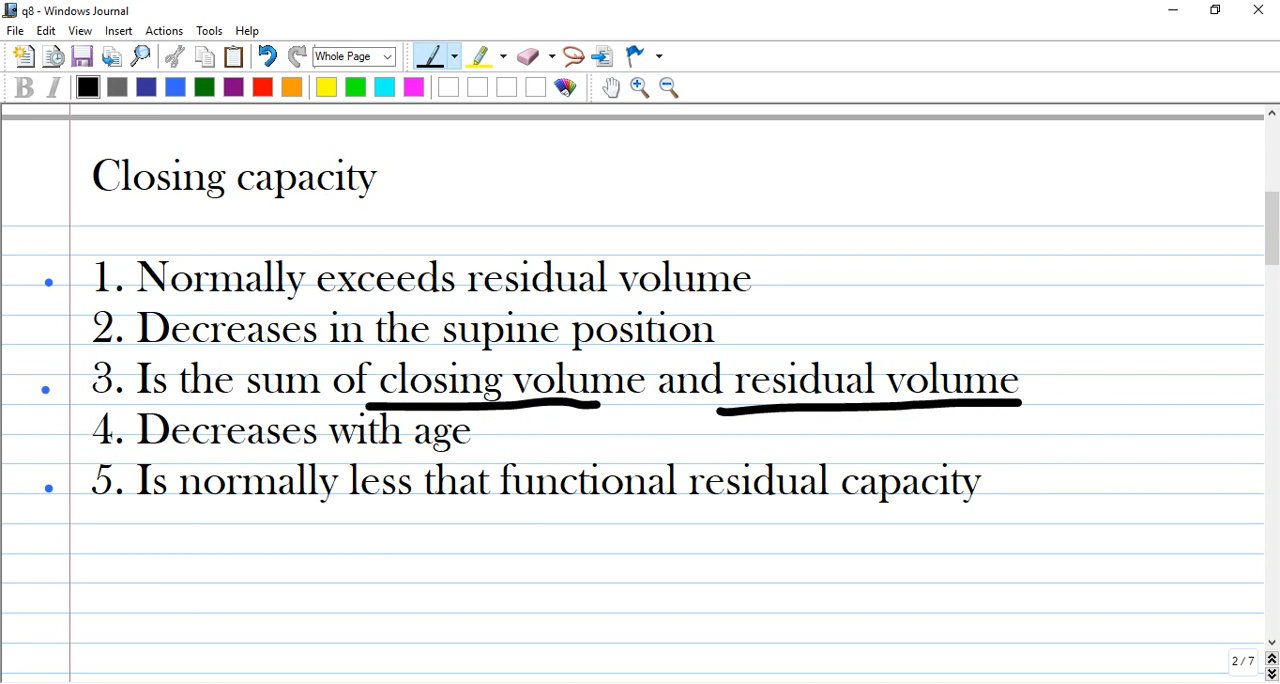 q8 - Windows Journal
File Edit View Insert Actions Tools Help
Whole Page
B I
Closing capacity
1. Normally exceeds residual volume
2. Decreases in the supine position
3. Is the sum of closing volume and residual volume
4. Decreases with age
5. Is normally less that functional residual capacity
2 / 7